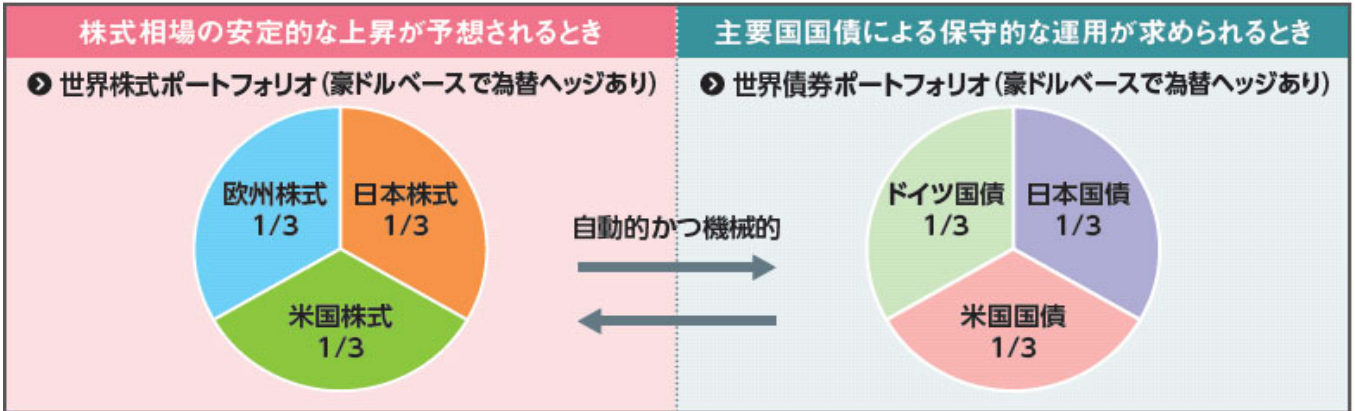 株式相場の安定的な上昇が予想されるとき
世界株式ポートフォリオ(豪ドルベースで為替ヘッジあり)
欧州株式
1/3
日本株式
1/3
米国株式
1/3
自動的かつ機械的
主要国国債による保守的な運用が求められるとき
世界債券ポートフォリオ(豪ドルベースで為替ヘッジあり)
ドイツ国債
1/3
日本国債
1/3
米国国債
1/3